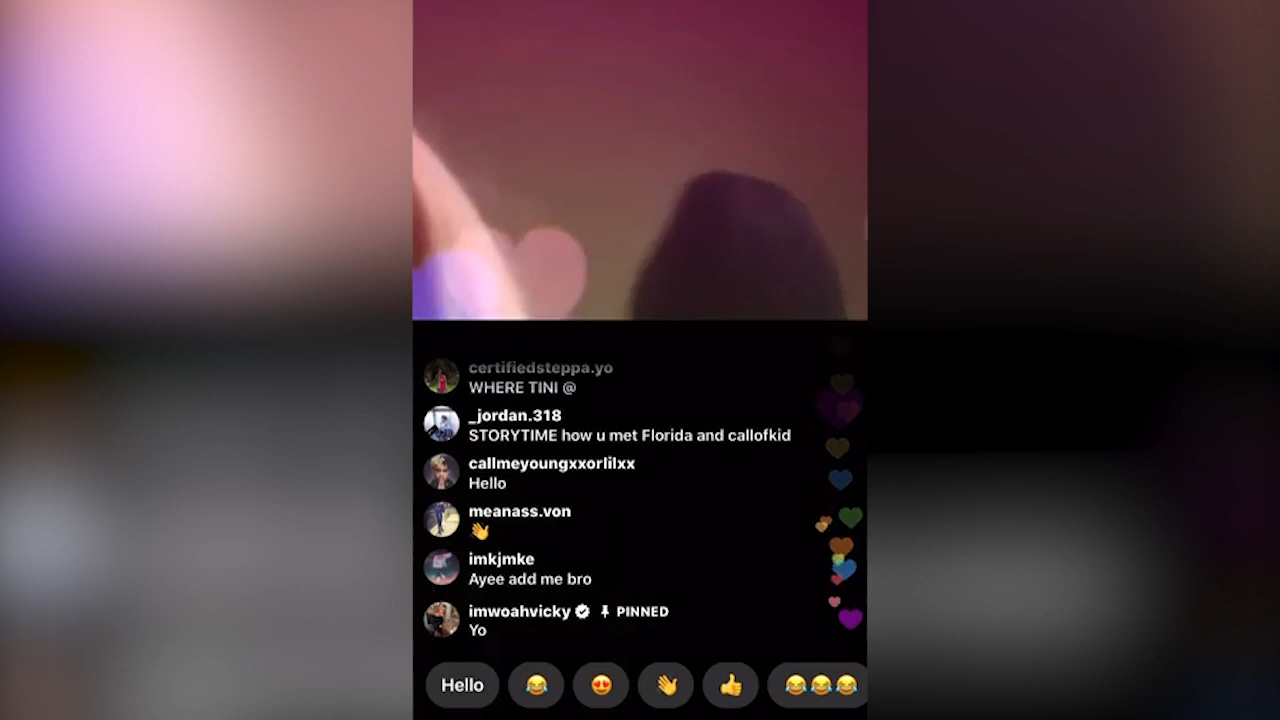 certifiedsteppa.yo
WHERE TINI @
_jordan.318
STORYTIME how u met Florida and callofkid
callmeyoungxxorlilxx
Hello
meanass.von
👋
imkjmke
Ayee add me bro
imwoahvicky PINNED
Yo
Hello 😂 😍 👋 👍 😂😂😂